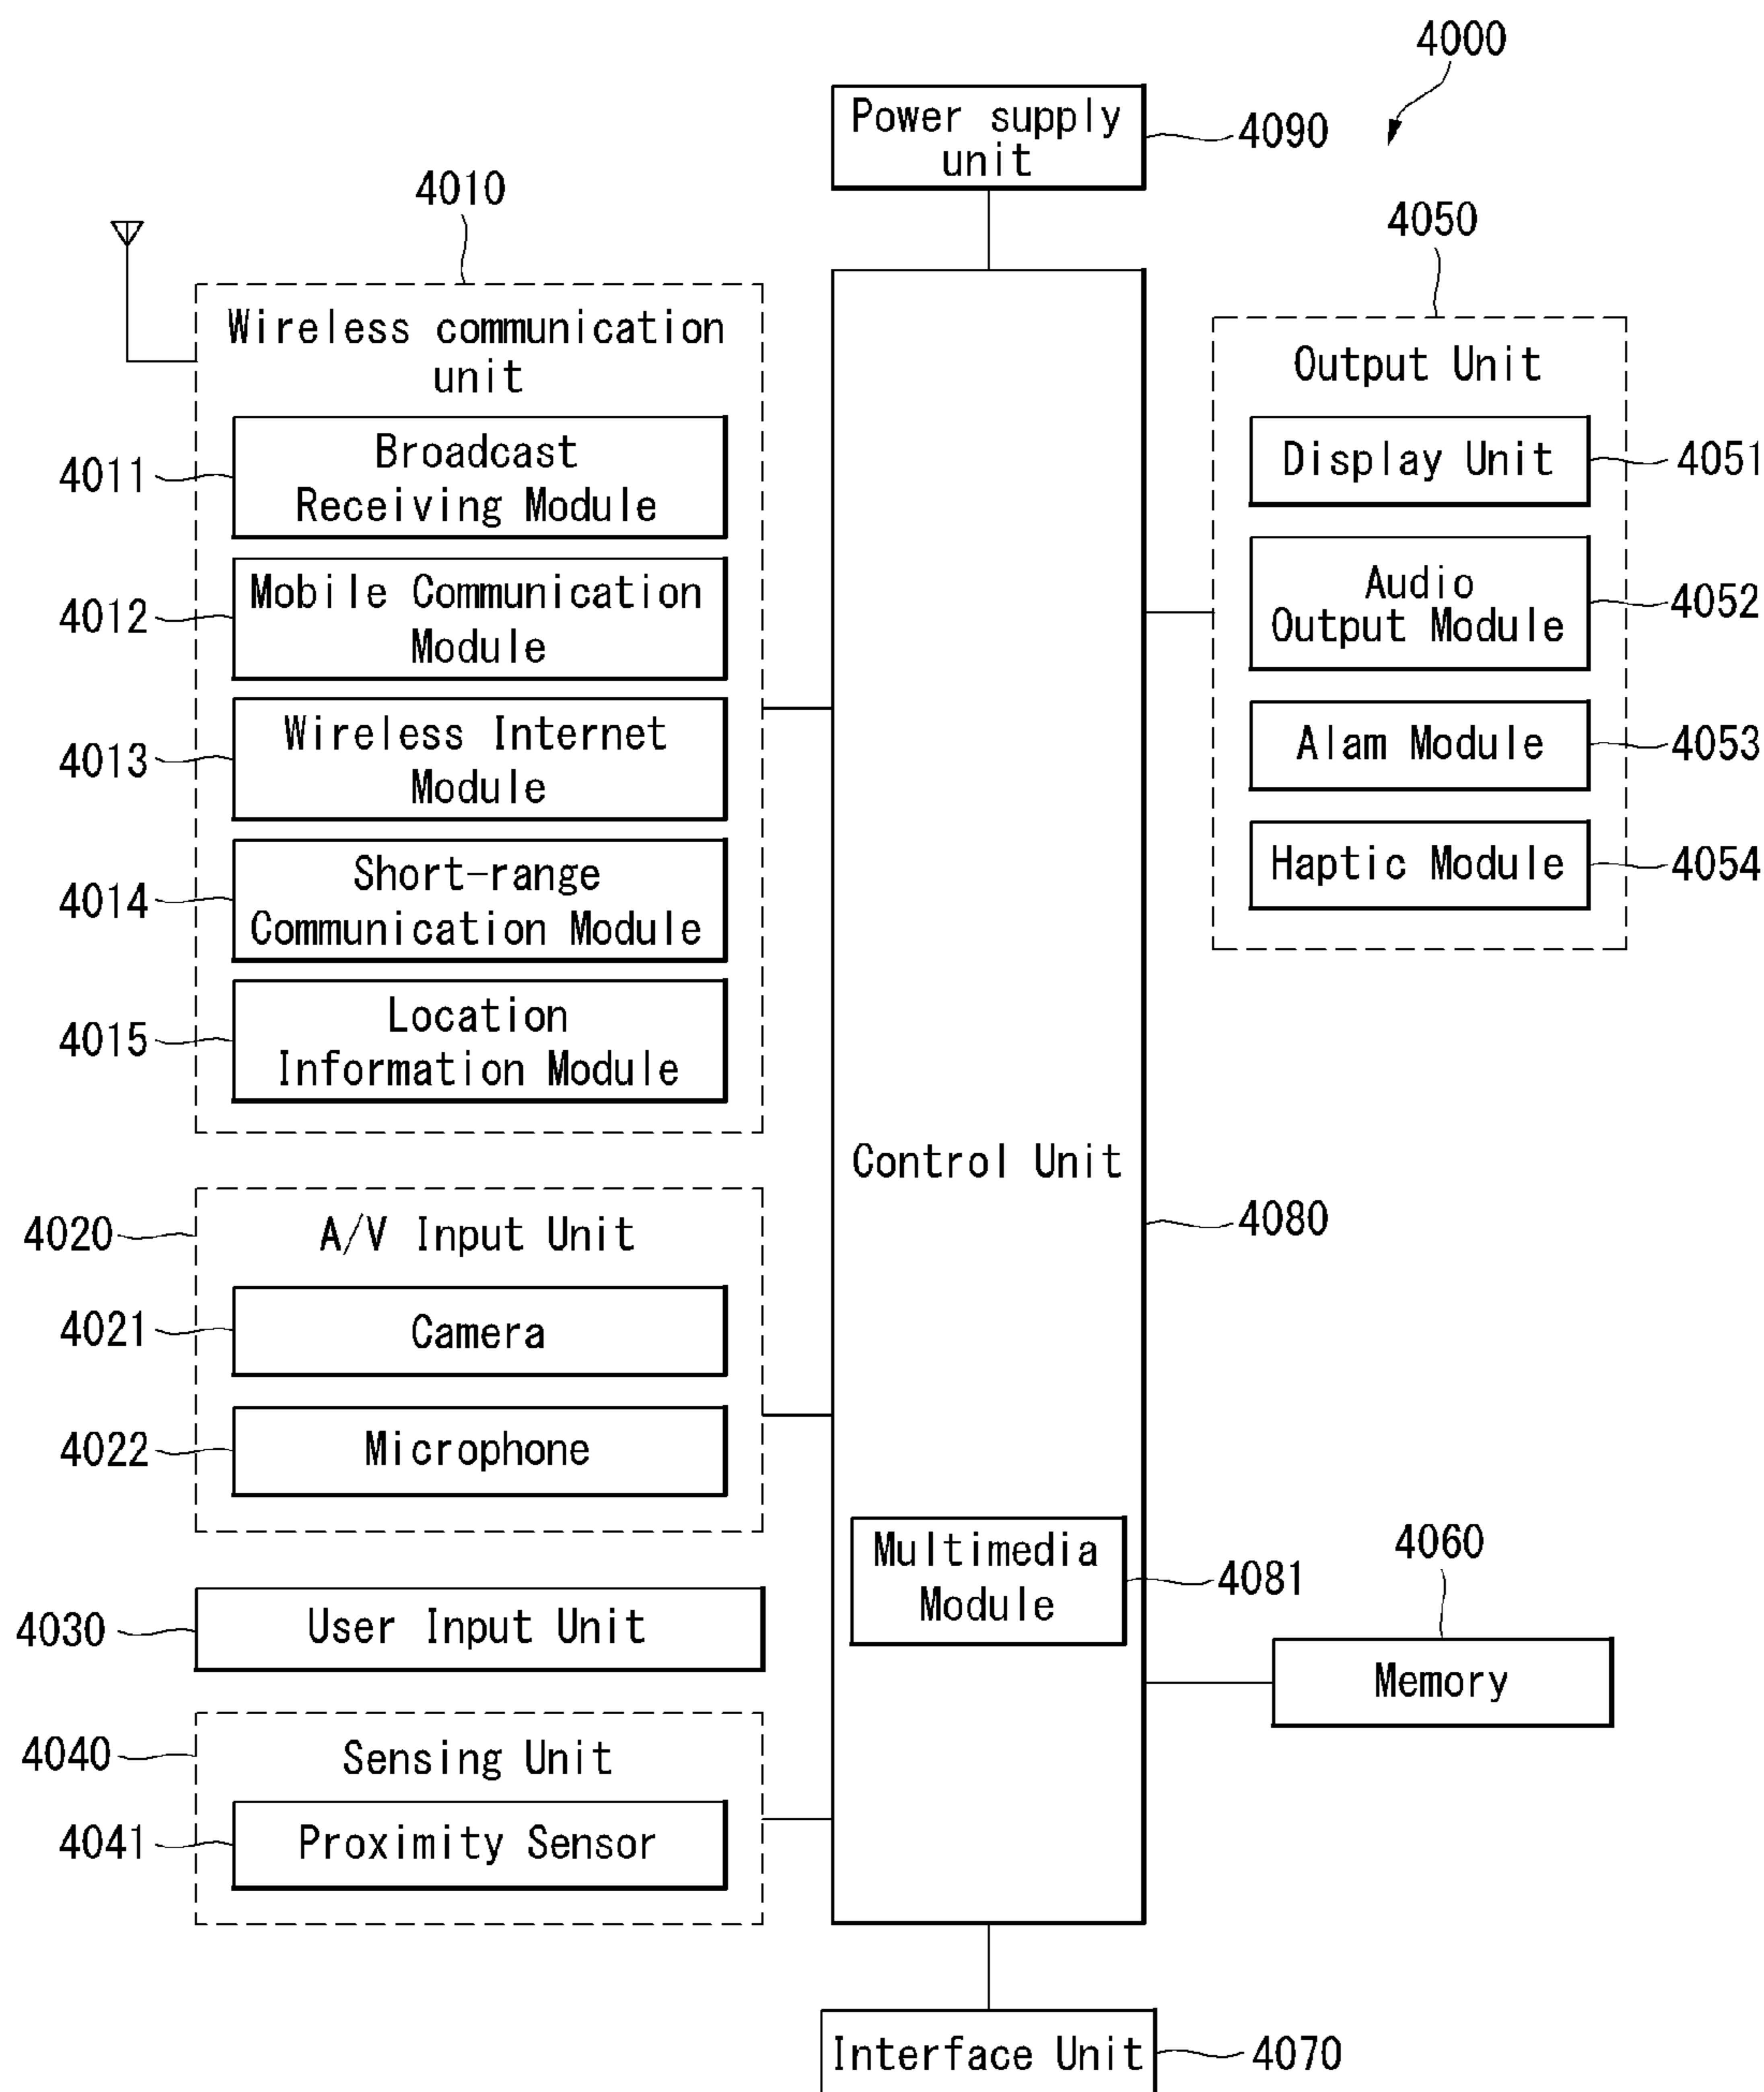 4000
Power supply
unit
4090
4010
Wireless communication
unit
4011
Broadcast
Receiving Module
4012
Mobile Communication
Module
4013
Wireless Internet
Module
4014
Short-range
Communication Module
4015
Location
Information Module
4020
A/V Input Unit
4021
Camera
4022
Microphone
4030
User Input Unit
4040
Sensing Unit
4041
Proximity Sensor
Control Unit
4080
Multimedia
Module
4081
4050
Output Unit
Display Unit
4051
Audio
Output Module
4052
Alam Module
4053
Haptic Module
4054
4060
Memory
Interface Unit
4070